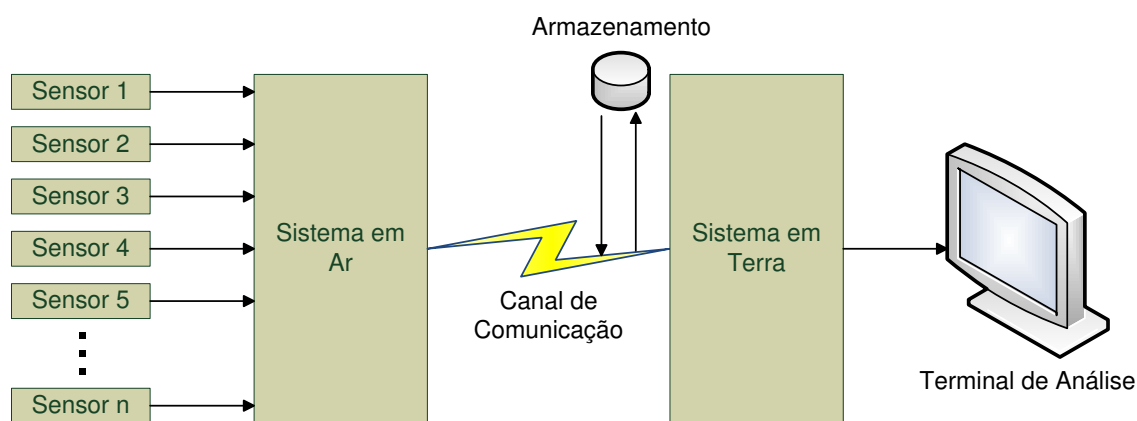 Armazenamento
Sensor 1
Sensor 2
Sensor 3
Sensor 4
Sensor 5
Sensor n
Sistema em
Ar
Canal de
Comunicação
Sistema em
Terra
Terminal de Análise